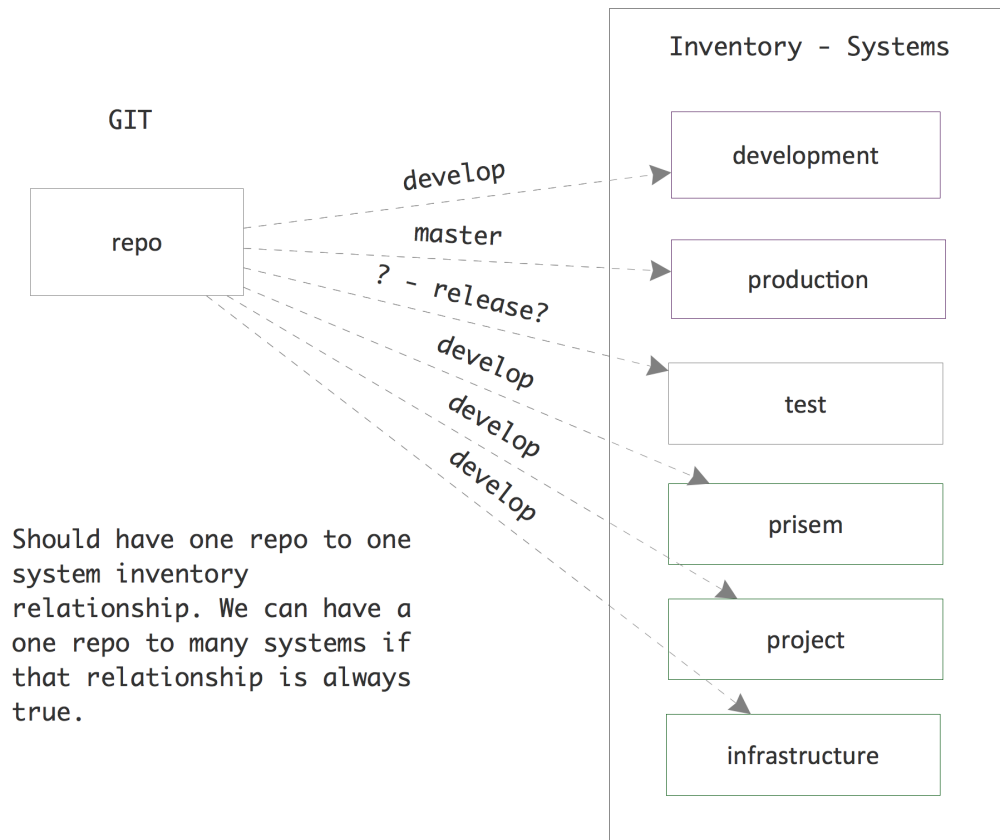 Inventory - Systems
GIT
repo
develop
development
master
production
? - release?
test
develop
prisem
develop
project
develop
infrastructure
Should have one repo to one
system inventory
relationship. We can have a
one repo to many systems if
that relationship is always
true.